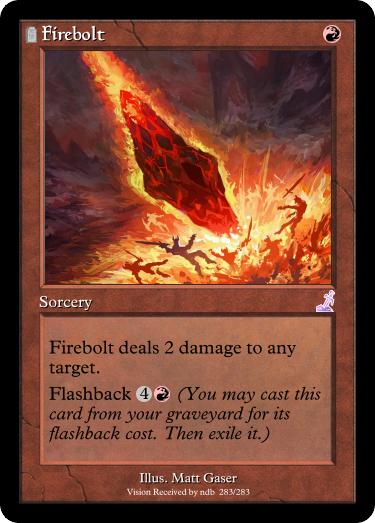 Firebolt
Sorcery
Firebolt deals 2 damage to any
target.
Flashback 4 (You may cast this
card from your graveyard for its
flashback cost. Then exile it.)
Illus. Matt Gaser
Vision Received by ndb 283/283